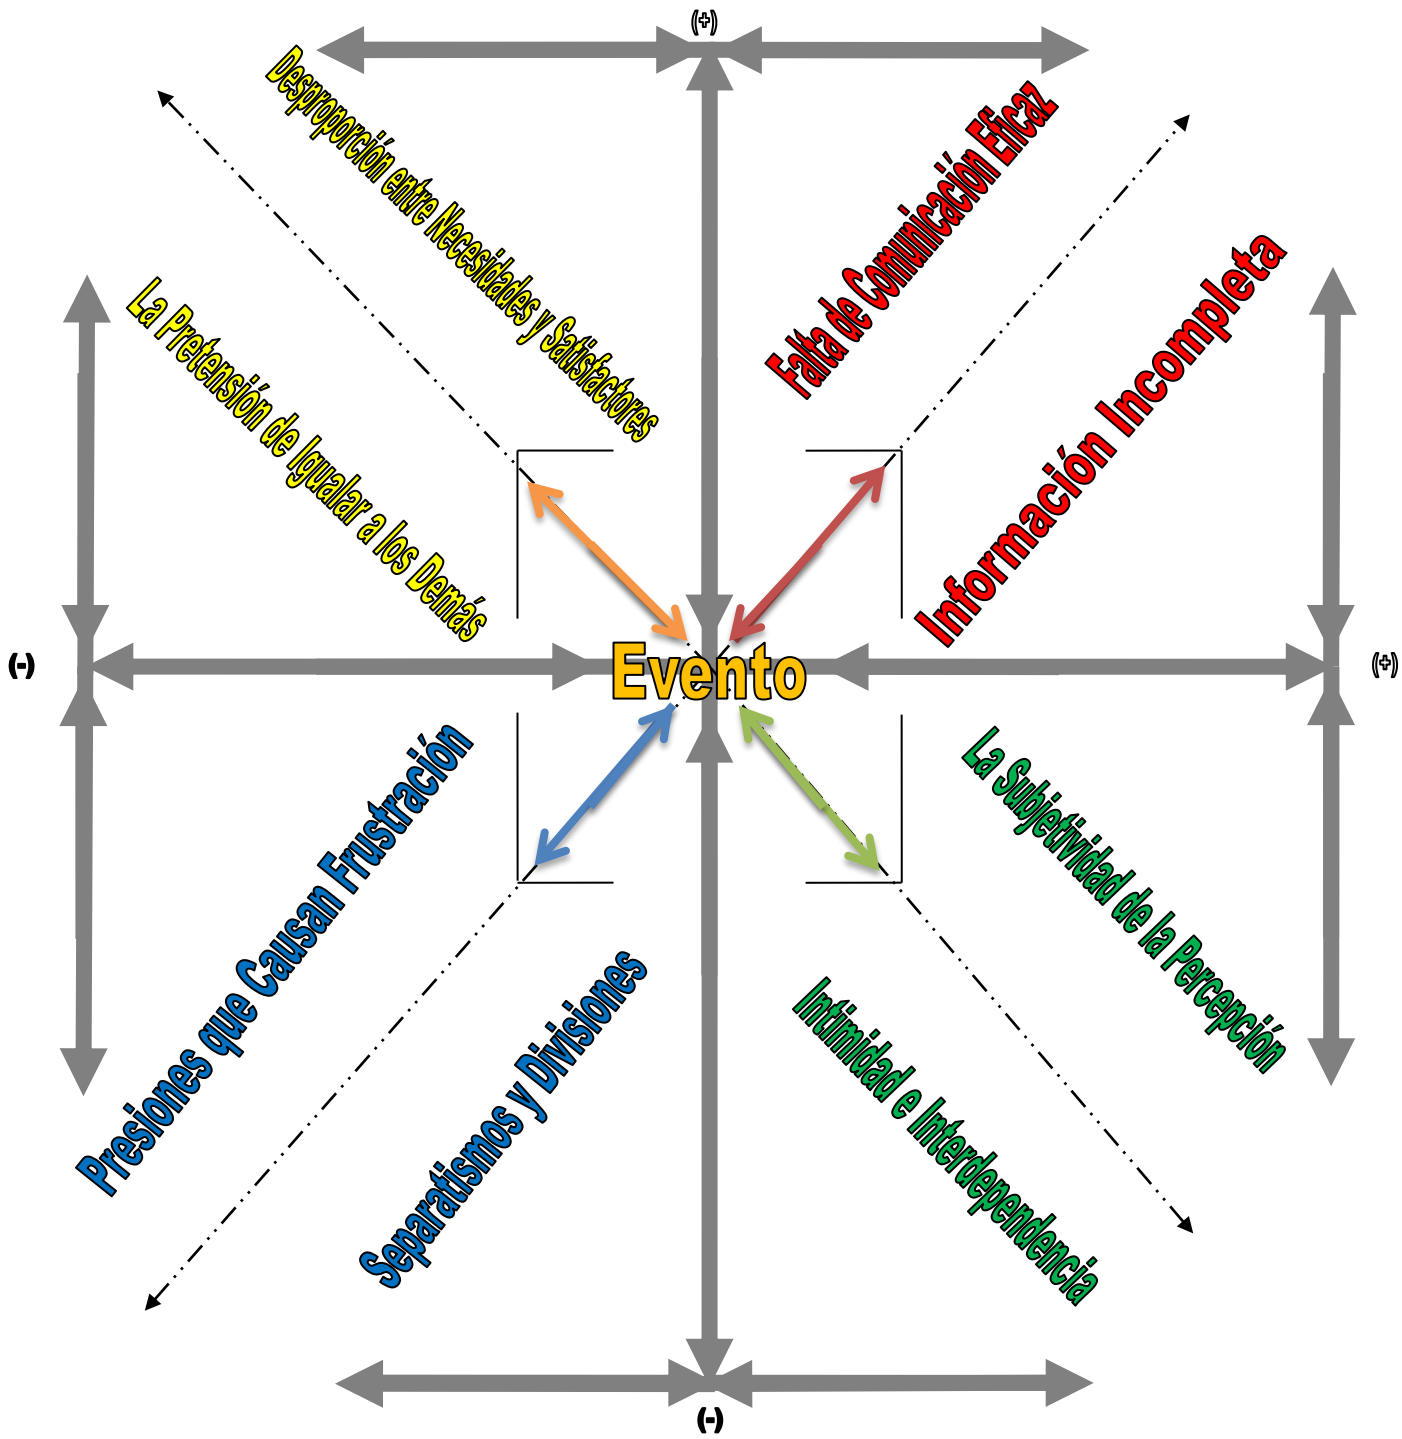 (+)
Desproporción entre Necesidades y Satisfactores
La Pretensión de Igualar a los Demás
Falta de Comunicación Eficaz
Información Incompleta
(-)
Evento
(+)
Presiones que Causan Frustración
Separatismos y Divisiones
La Subjetividad de la Percepción
Intimidad e Interdependencia
(-)